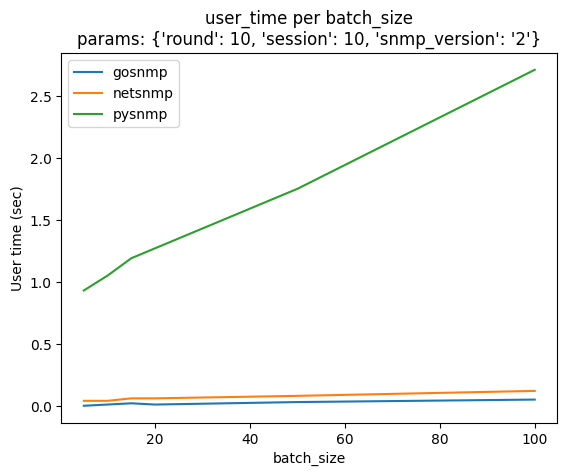 user_time per batch_size
params: {'round': 10, 'session': 10, 'snmp_version': '2'}
gosnmp
netsnmp
pysnmp
2.5
2.0
1.5
1.0
0.5
0.0
User time (sec)
20
40
60
80
100
batch_size